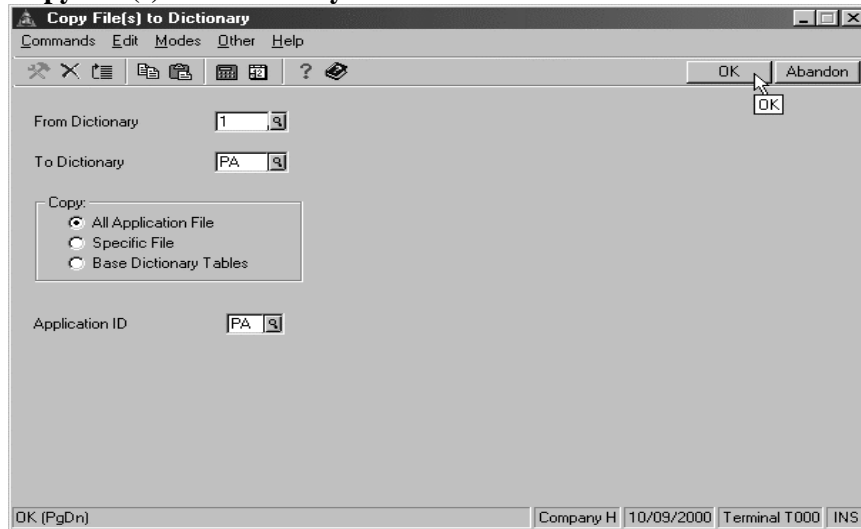 Copy File(s) to Dictionary
Commands Edit Modes Other Help
OK Abandon
OK
From Dictionary 1
To Dictionary PA
Copy:
All Application File
Specific File
Base Dictionary Tables
Application ID PA
OK (PgDn) Company H 10/09/2000 Terminal T000 INS